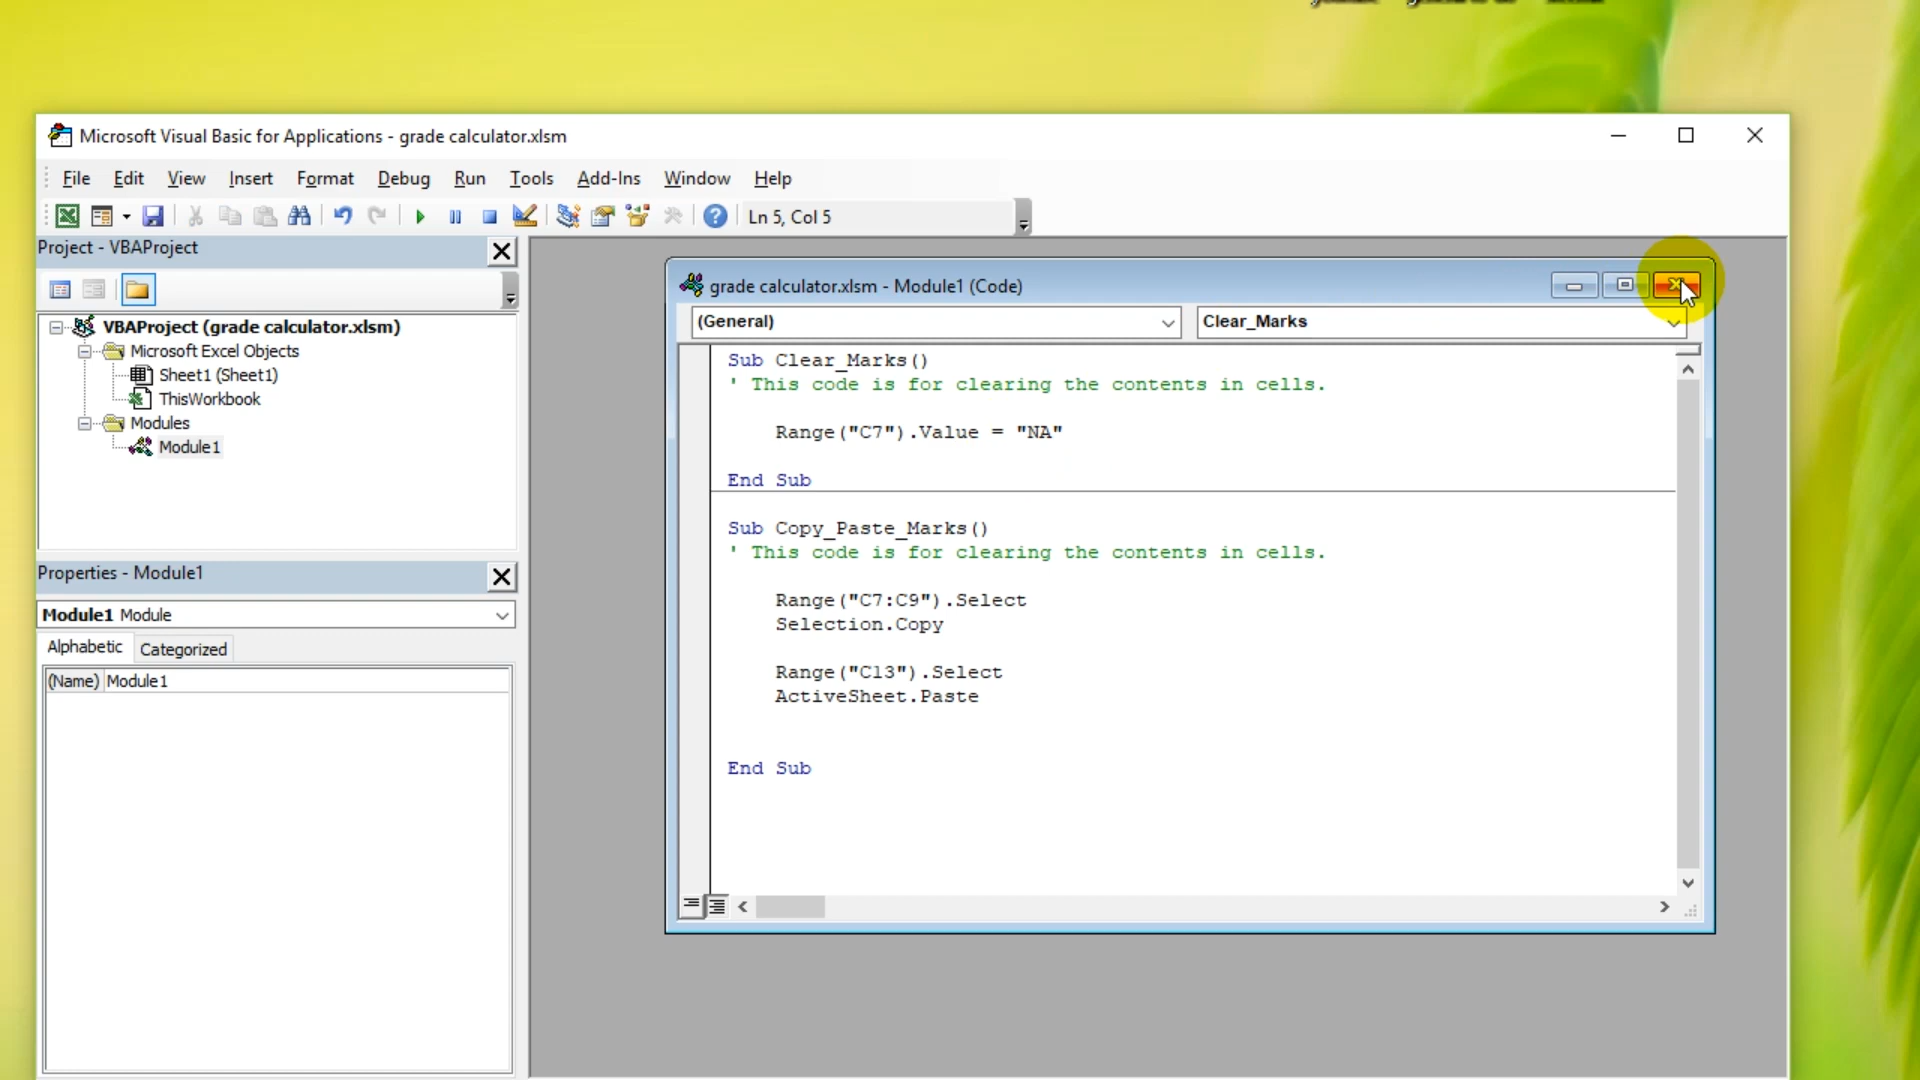 Microsoft Visual Basic for Applications - grade calculator.xlsm
File Edit View Insert Format Debug Run Tools Add-Ins Window Help
Ln 5, Col 5
Project - VBAProject
VBAProject (grade calculator.xlsm)
Microsoft Excel Objects
Sheet1 (Sheet1)
ThisWorkbook
Modules
Module1
Properties - Module1
Module1 Module
Alphabetic Categorized
(Name) Module1
grade calculator.xlsm - Module1 (Code)
(General) Clear_Marks
Sub Clear_Marks()
' This code is for clearing the contents in cells.
Range("C7").Value = "NA"
End Sub
Sub Copy_Paste_Marks()
' This code is for clearing the contents in cells.
Range("C7:C9").Select
Selection.Copy
Range("C13").Select
ActiveSheet.Paste
End Sub